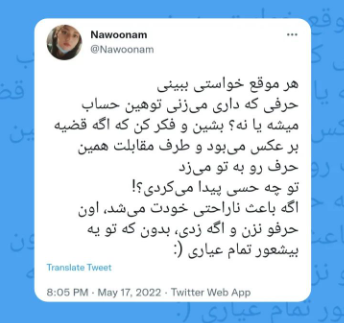 Nawoonam
@Nawoonam
هر موقع خواستی ببینی
حرفی که داری می‌زنی توهین حساب
میشه یا نه؟ بشین و فکر کن که اگه قضیه
بر عکس می‌بود و طرف مقابلت همین
حرف رو به تو می‌زد
تو چه حسی پیدا می‌کردی؟!
اگه باعث ناراحتی خودت می‌شد، اون
حرفو نزن و اگه زدی، بدون که تو یه
بیشعور تمام عیاری (:
Translate Tweet
8:05 PM · May 17, 2022 · Twitter Web App